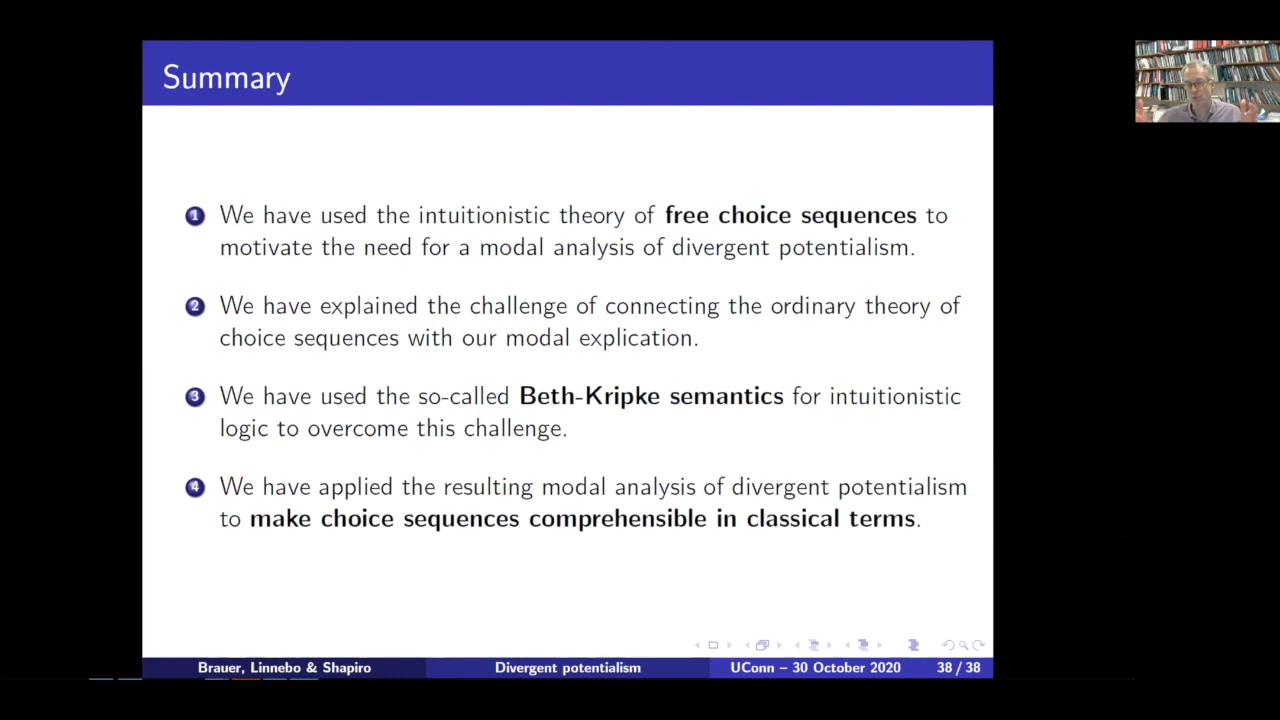 Summary
1 We have used the intuitionistic theory of free choice sequences to
motivate the need for a modal analysis of divergent potentialism.
2 We have explained the challenge of connecting the ordinary theory of
choice sequences with our modal explication.
3 We have used the so-called Beth-Kripke semantics for intuitionistic
logic to overcome this challenge.
4 We have applied the resulting modal analysis of divergent potentialism
to make choice sequences comprehensible in classical terms.
Brauer, Linnebo & Shapiro Divergent potentialism UConn – 30 October 2020 38 / 38